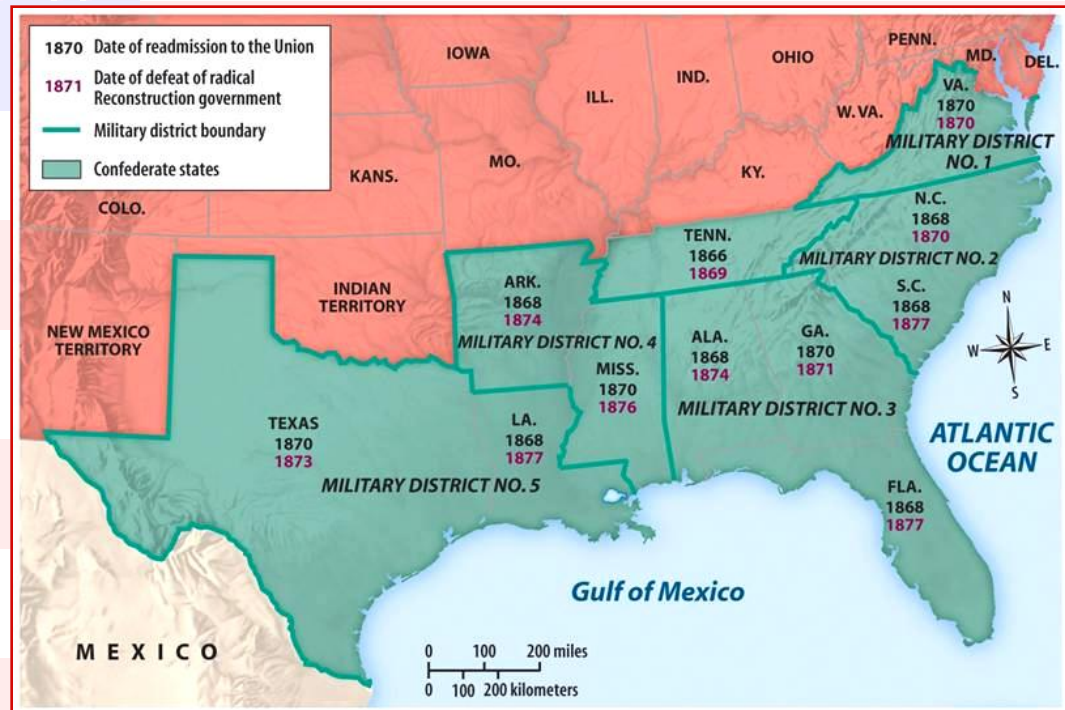 1870 Date of readmission to the Union
1871 Date of defeat of radical
Reconstruction government
Military district boundary
Confederate states
IOWA
ILL.
IND.
OHIO
PENN.
MD.
DEL.
W. VA.
VA.
1870
1870
MILITARY DISTRICT
NO. 1
COLO.
KANS.
MO.
KY.
N.C.
1868
1870
MILITARY DISTRICT NO. 2
TENN.
1866
1869
S.C.
1868
1877
NEW MEXICO
TERRITORY
INDIAN
TERRITORY
ARK.
1868
1874
MILITARY DISTRICT NO. 4
MISS.
1870
1876
ALA.
1868
1874
GA.
1870
1871
MILITARY DISTRICT NO. 3
N
W
E
S
TEXAS
1870
1873
LA.
1868
1877
MILITARY DISTRICT NO. 5
ATLANTIC
OCEAN
FLA.
1868
1877
Gulf of Mexico
MEXICO
0 100 200 miles
0 100 200 kilometers